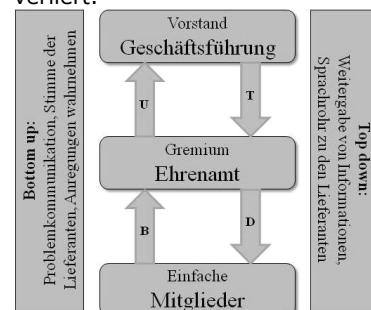 verliert.
Bottom up:
Problemkommunikation, Stimme der
Lieferanten, Anregungen wahrnehmen
Vorstand
Geschäftsführung
U
T
Gremium
Ehrenamt
B
D
Einfache
Mitglieder
Top down:
Weitergabe von Informationen,
Sprachrohr zu den Lieferanten